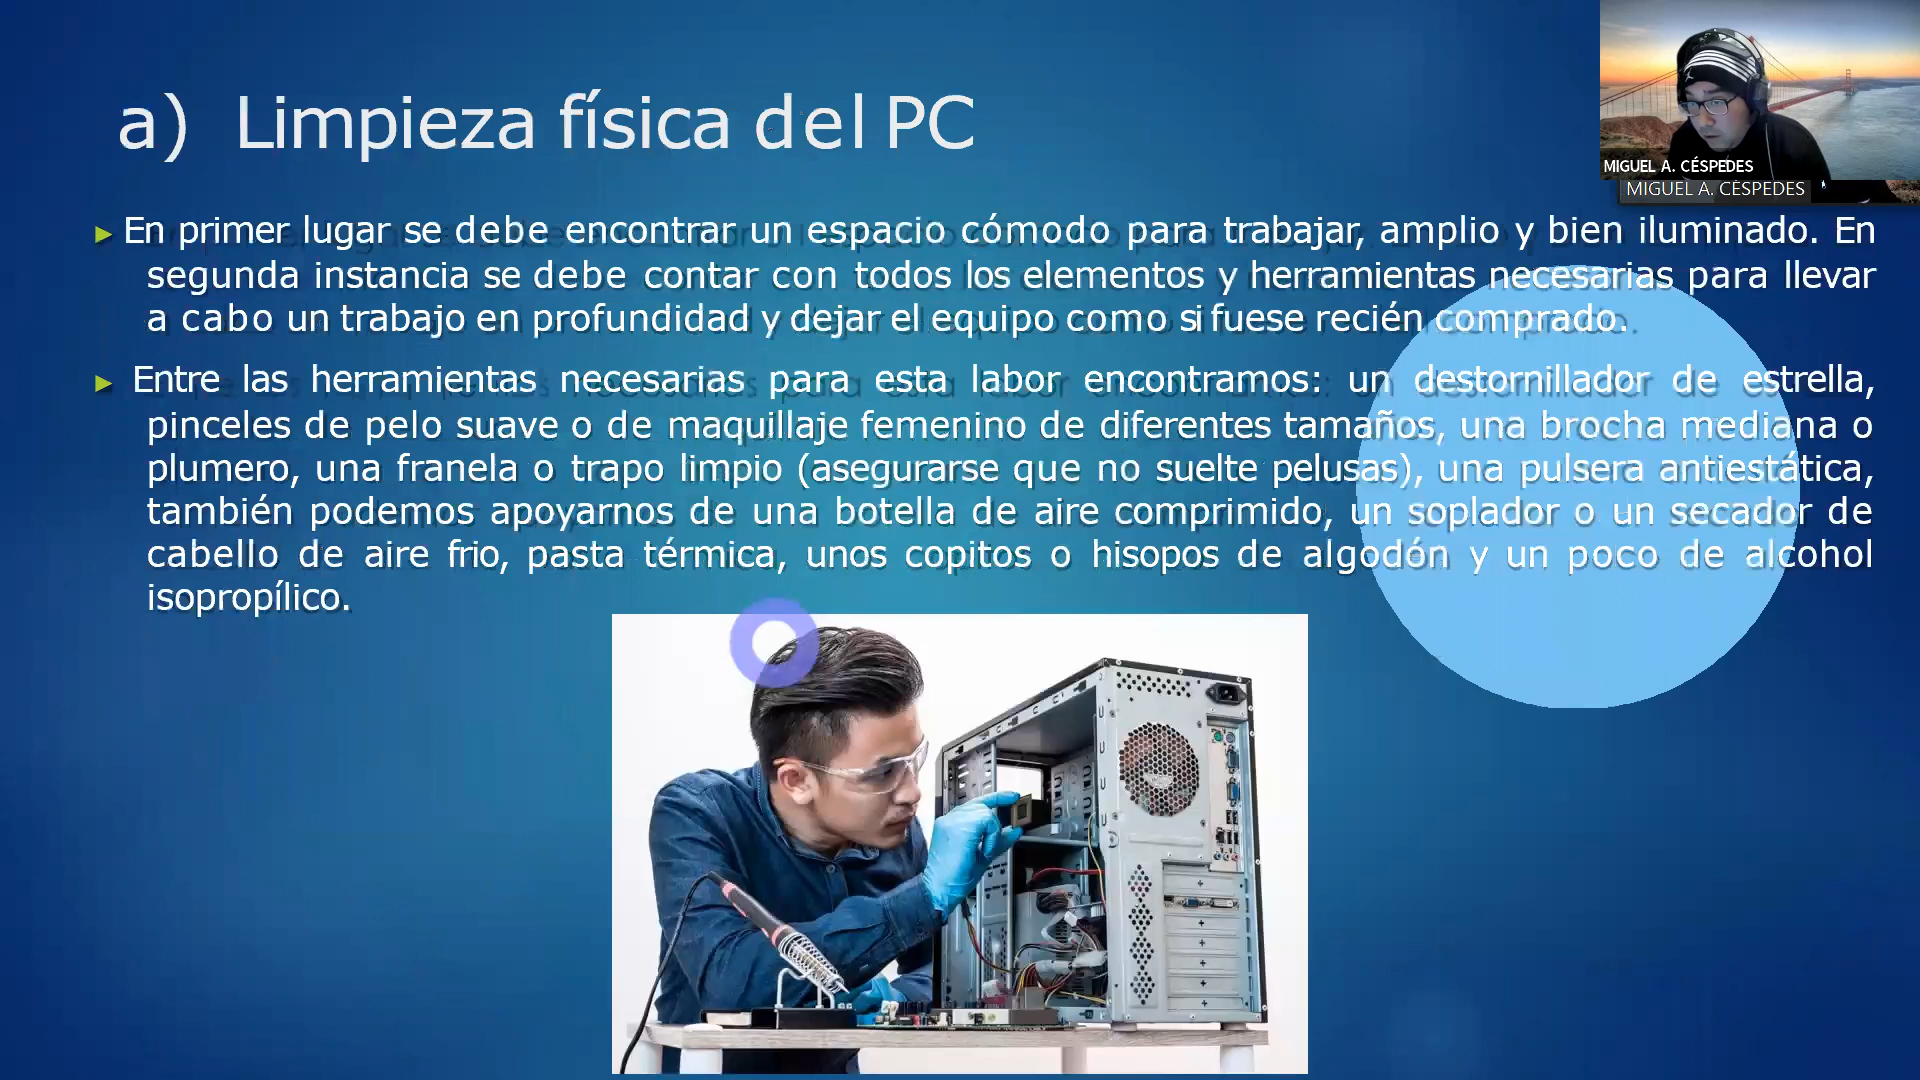 a) Limpieza física del PC
MIGUEL A. CÉSPEDES
MIGUEL A. CÉSPEDES
► En primer lugar se debe encontrar un espacio cómodo para trabajar, amplio y bien iluminado. En
segunda instancia se debe contar con todos los elementos y herramientas necesarias para llevar
a cabo un trabajo en profundidad y dejar el equipo como si fuese recién comprado.
► Entre las herramientas necesarias para esta labor encontramos: un destornillador de estrella,
pinceles de pelo suave o de maquillaje femenino de diferentes tamaños, una brocha mediana o
plumero, una franela o trapo limpio (asegurarse que no suelte pelusas), una pulsera antiestática,
también podemos apoyarnos de una botella de aire comprimido, un soplador o un secador de
cabello de aire frio, pasta térmica, unos copitos o hisopos de algodón y un poco de alcohol
isopropílico.